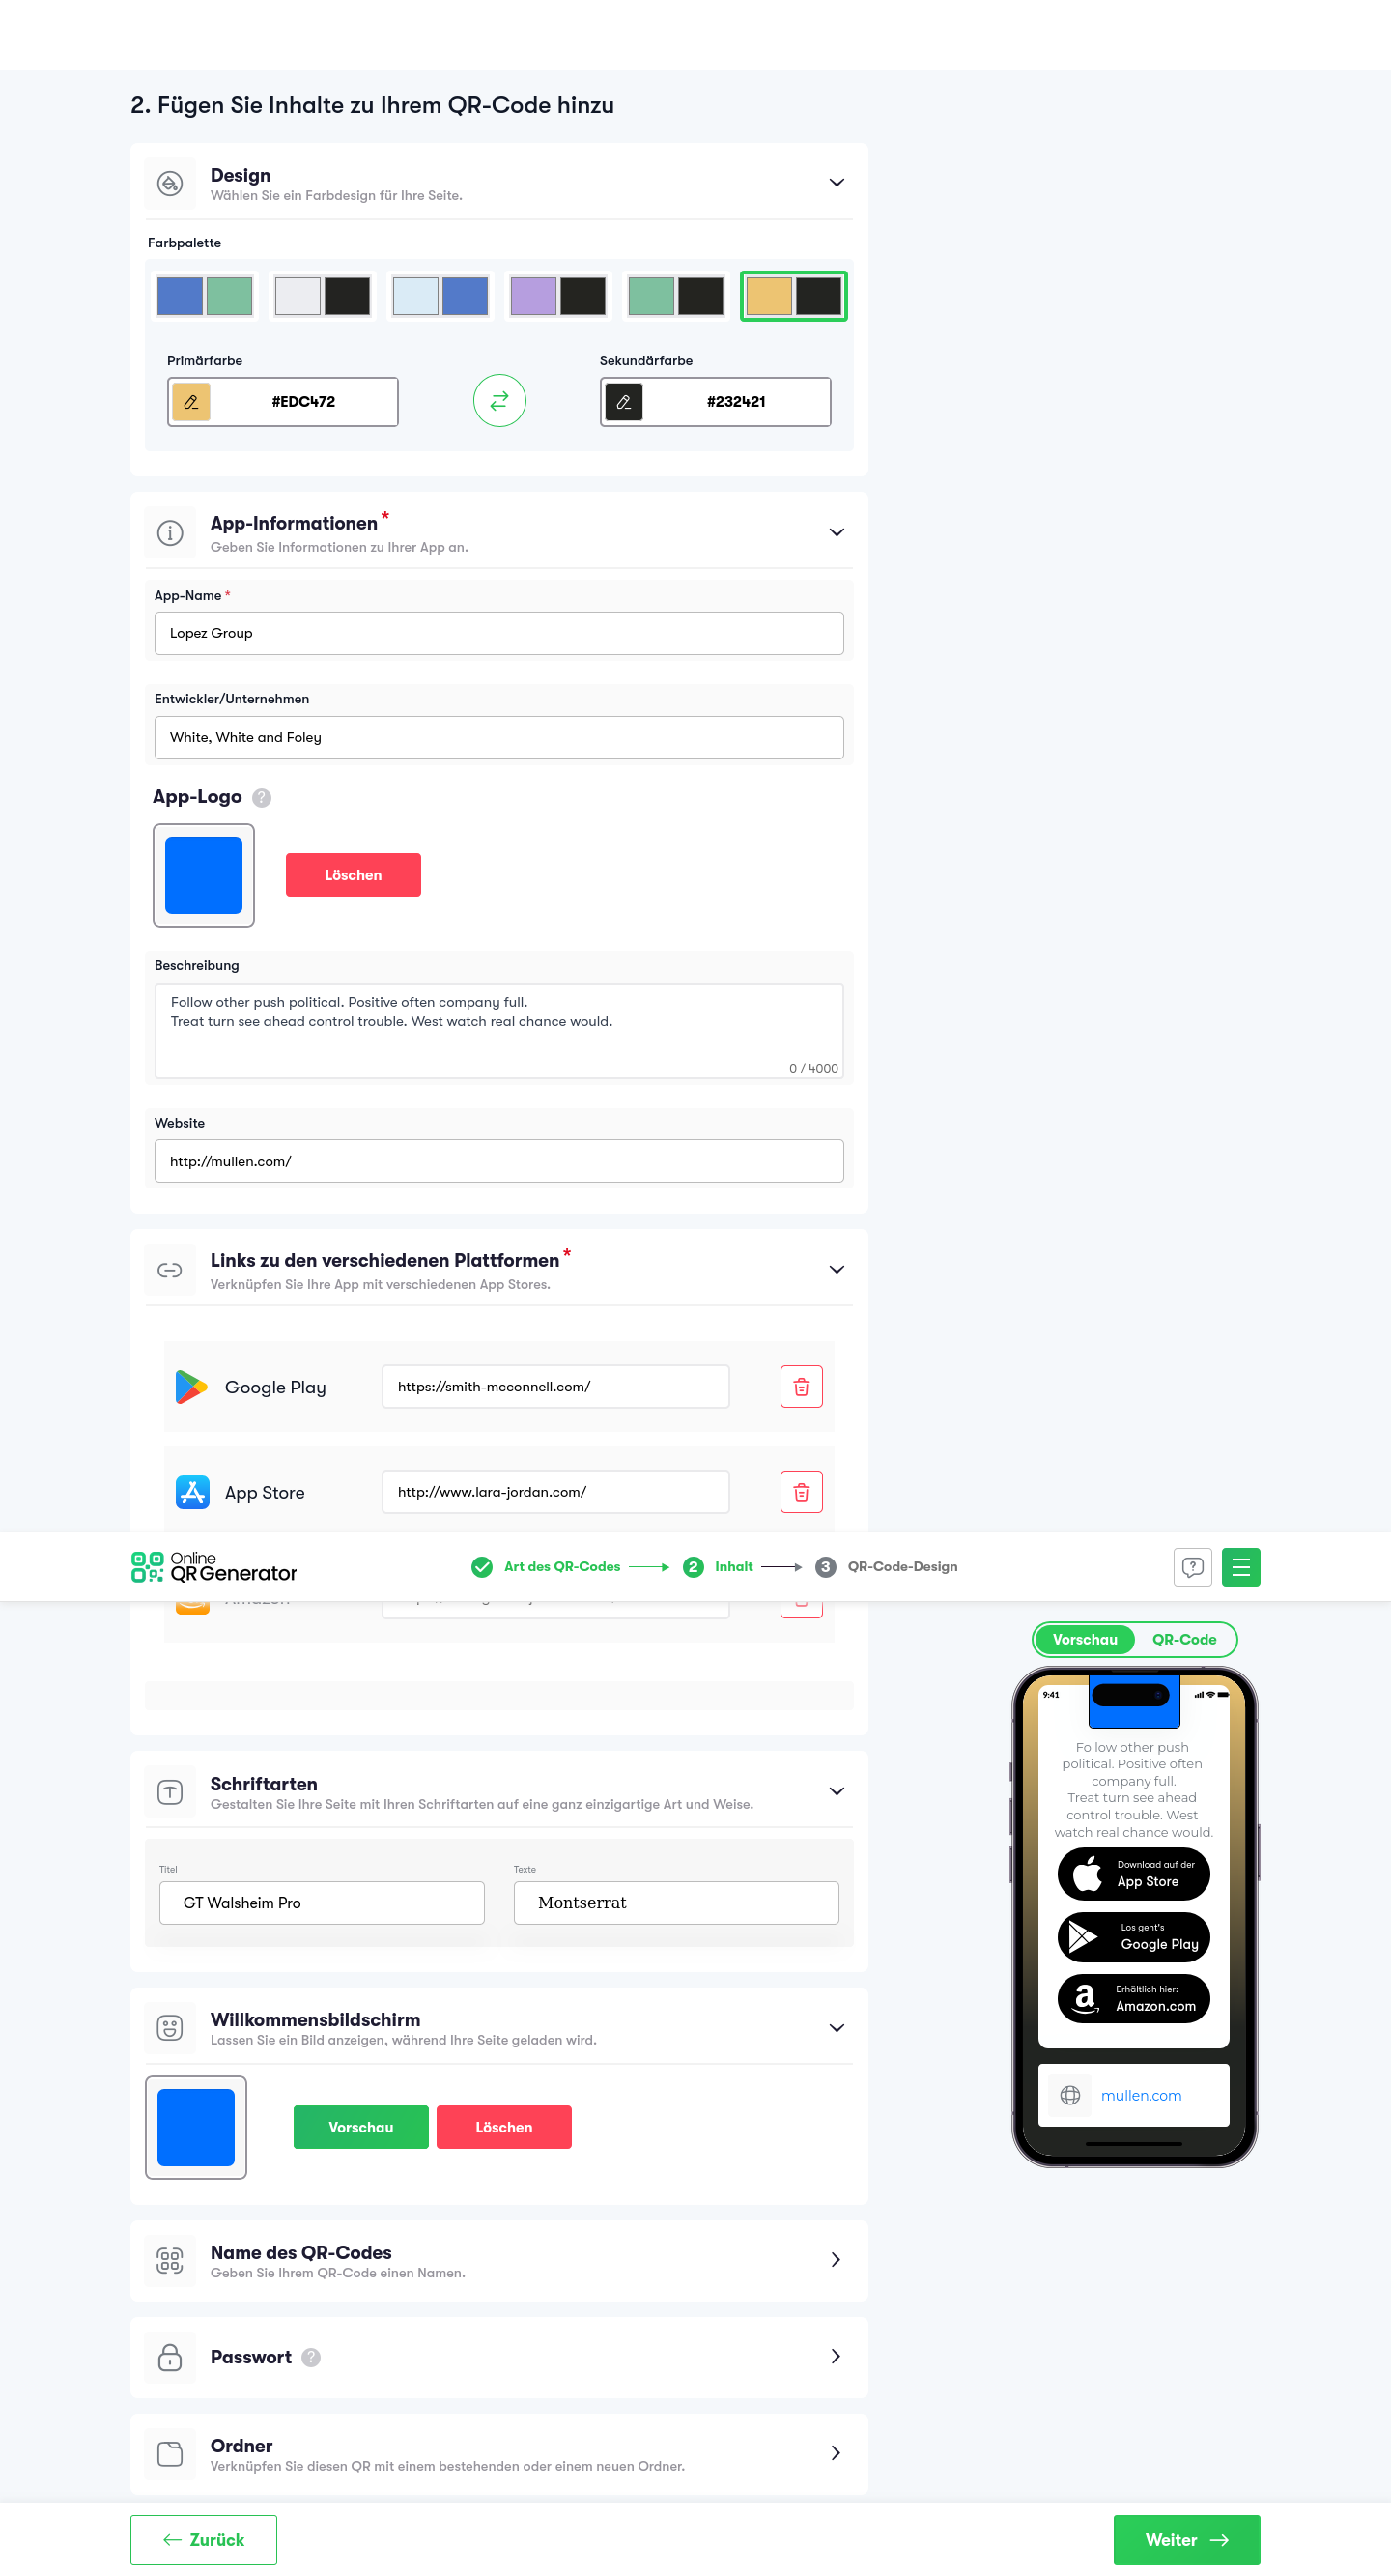 2. Fügen Sie Inhalte zu Ihrem QR-Code hinzu
Design
Wählen Sie ein Farbdesign für Ihre Seite.
Farbpalette
Primärfarbe
Sekundärfarbe
#EDC472
#232421
App-Informationen *
Geben Sie Informationen zu Ihrer App an.
App-Name *
Lopez Group
Entwickler/Unternehmen
White, White and Foley
App-Logo ?
Löschen
Beschreibung
Follow other push political. Positive often company full.
Treat turn see ahead control trouble. West watch real chance would.
0 / 4000
Website
http://mullen.com/
Links zu den verschiedenen Plattformen *
Verknüpfen Sie Ihre App mit verschiedenen App Stores.
Google Play
https://smith-mcconnell.com/
App Store
http://www.lara-jordan.com/
Online
QR Generator
Art des QR-Codes
2 Inhalt
3 QR-Code-Design
Amazon
Vorschau
QR-Code
9:41
Follow other push
political. Positive often
company full.
Treat turn see ahead
control trouble. West
watch real chance would.
Download auf der
App Store
Los geht's
Google Play
Erhältlich hier:
Amazon.com
mullen.com
Schriftarten
Gestalten Sie Ihre Seite mit Ihren Schriftarten auf eine ganz einzigartige Art und Weise.
Titel
GT Walsheim Pro
Texte
Montserrat
Willkommensbildschirm
Lassen Sie ein Bild anzeigen, während Ihre Seite geladen wird.
Vorschau
Löschen
Name des QR-Codes
Geben Sie Ihrem QR-Code einen Namen.
Passwort ?
Ordner
Verknüpfen Sie diesen QR mit einem bestehenden oder einem neuen Ordner.
Zurück
Weiter